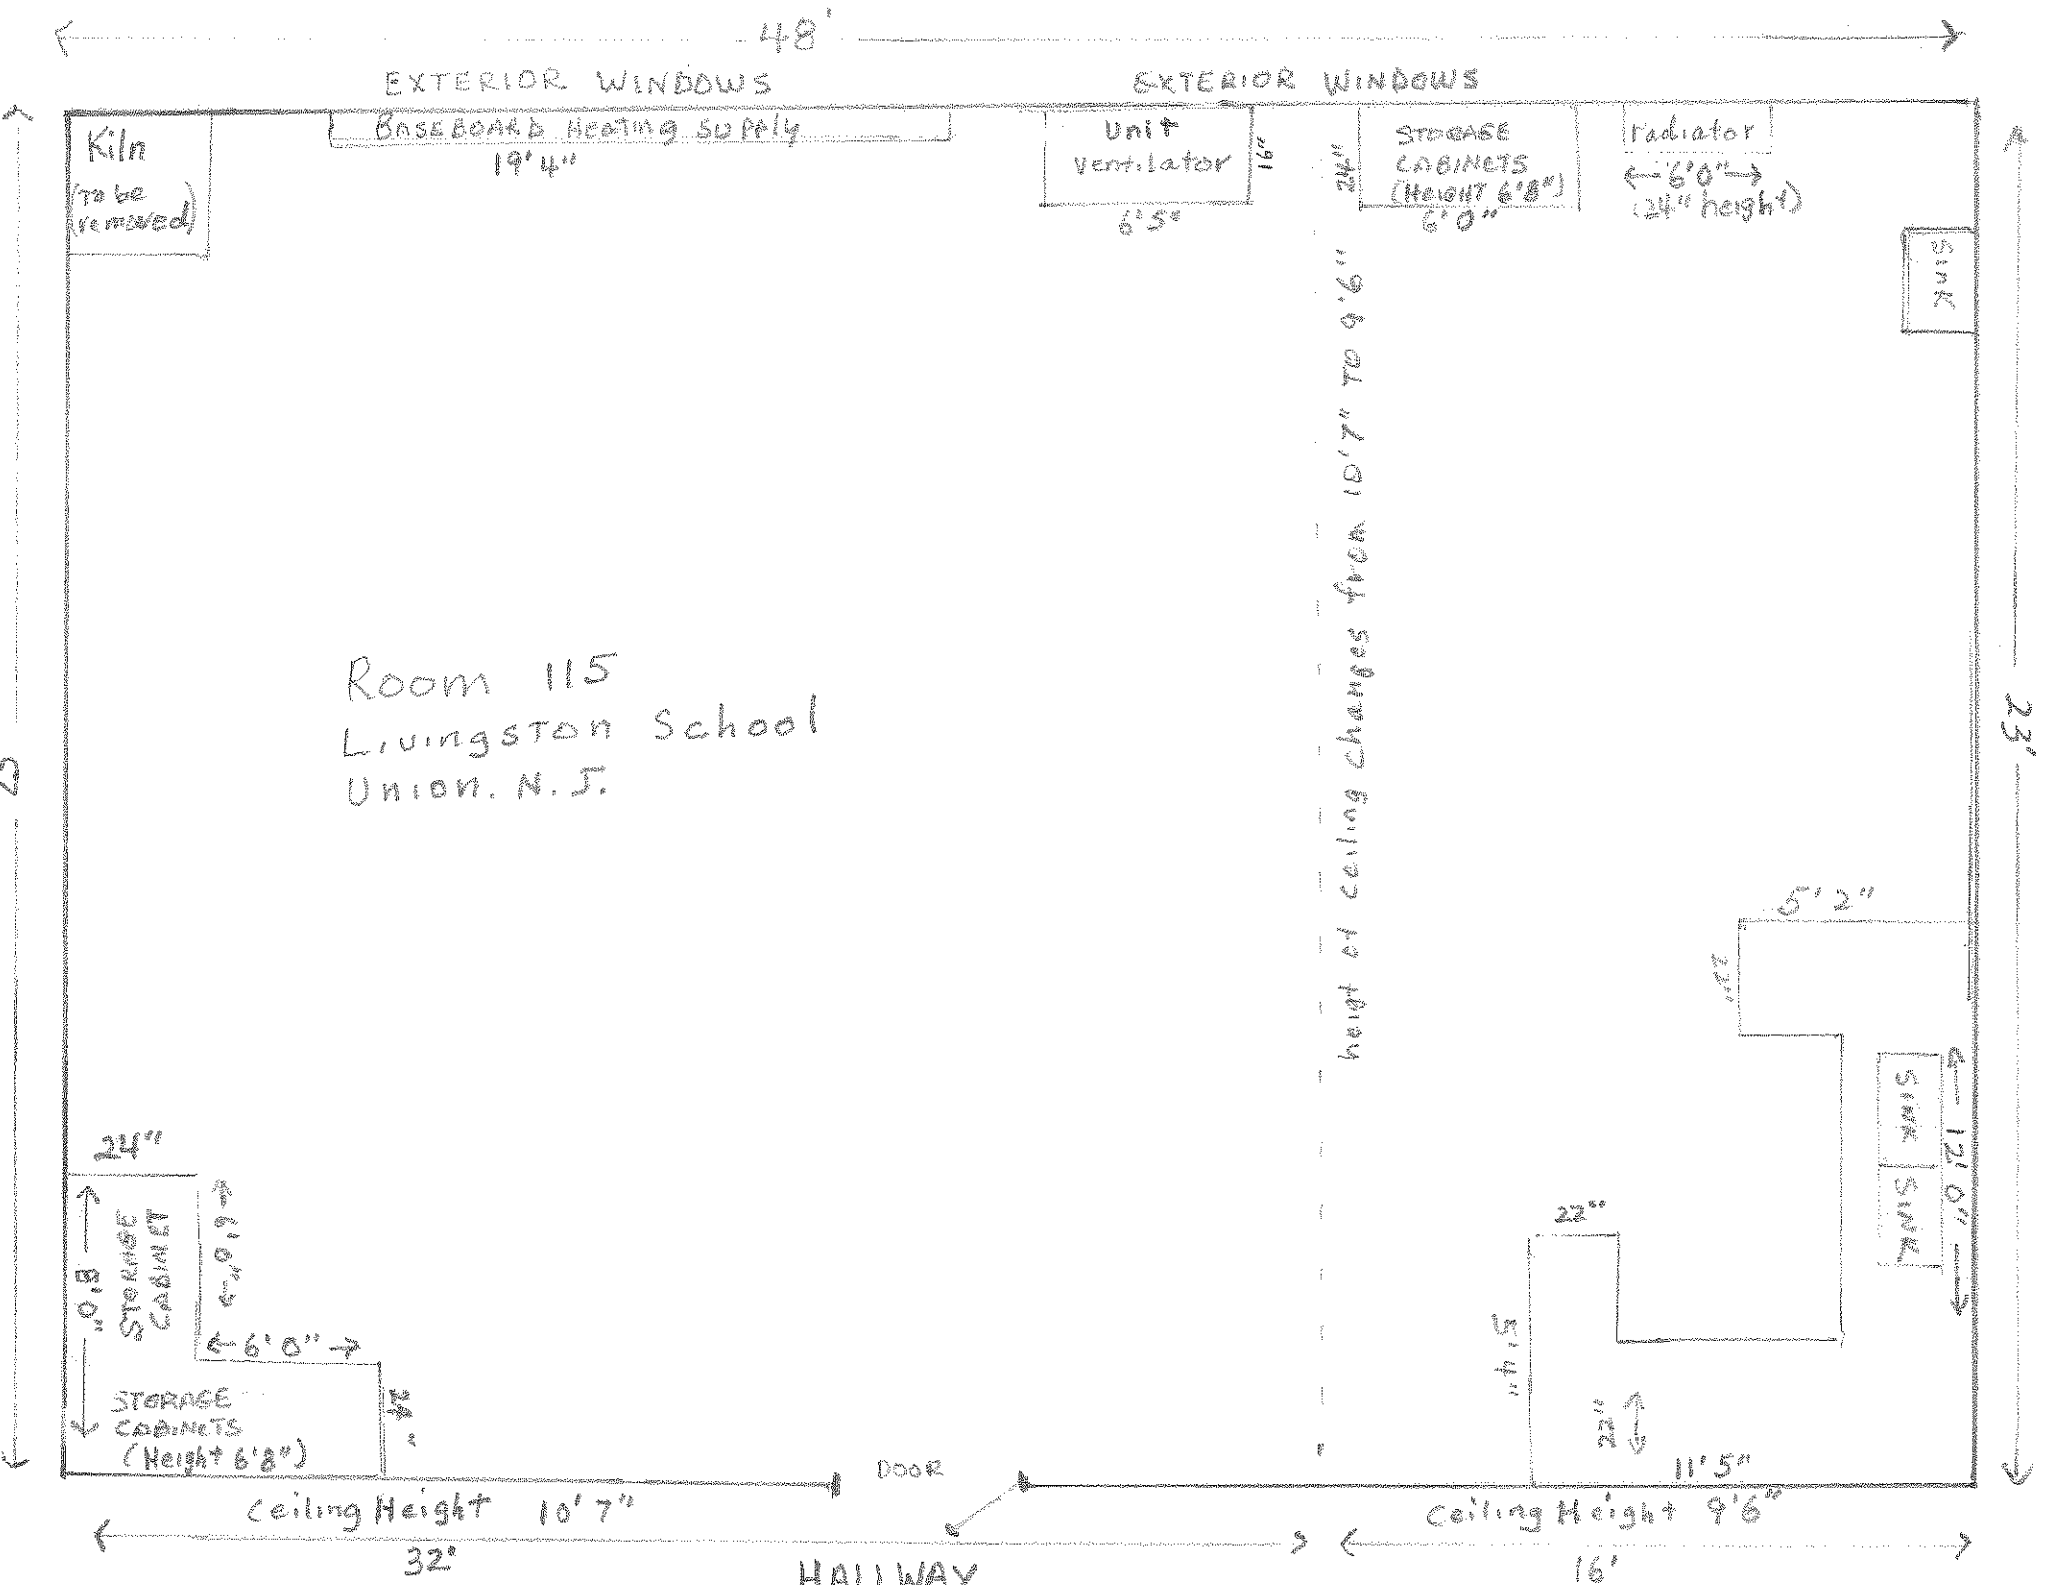 48'
EXTERIOR WINDOWS
EXTERIOR WINDOWS
Kiln
(To be
removed)
BASEBOARD HEATING SUPPLY
19'4"
Unit
ventilator
16"
6'5"
24"
STORAGE
CABINETS
(HEIGHT 6'8")
6'0"
radiator
6'0"
(24" height)
SINK
height of ceiling changes from 10'7" TO 9'6"
Room 115
Livingston School
Union. N.J.
23'
5'2"
22"
SINK
SINK
12'0"
24"
8'0"
STORAGE
CABINET
6'0"
6'0"
STORAGE
CABINETS
(Height 6'8")
22"
5'4"
22"
11'5"
DOOR
Ceiling Height 10'7"
Ceiling Height 9'6"
32'
HALLWAY
16'